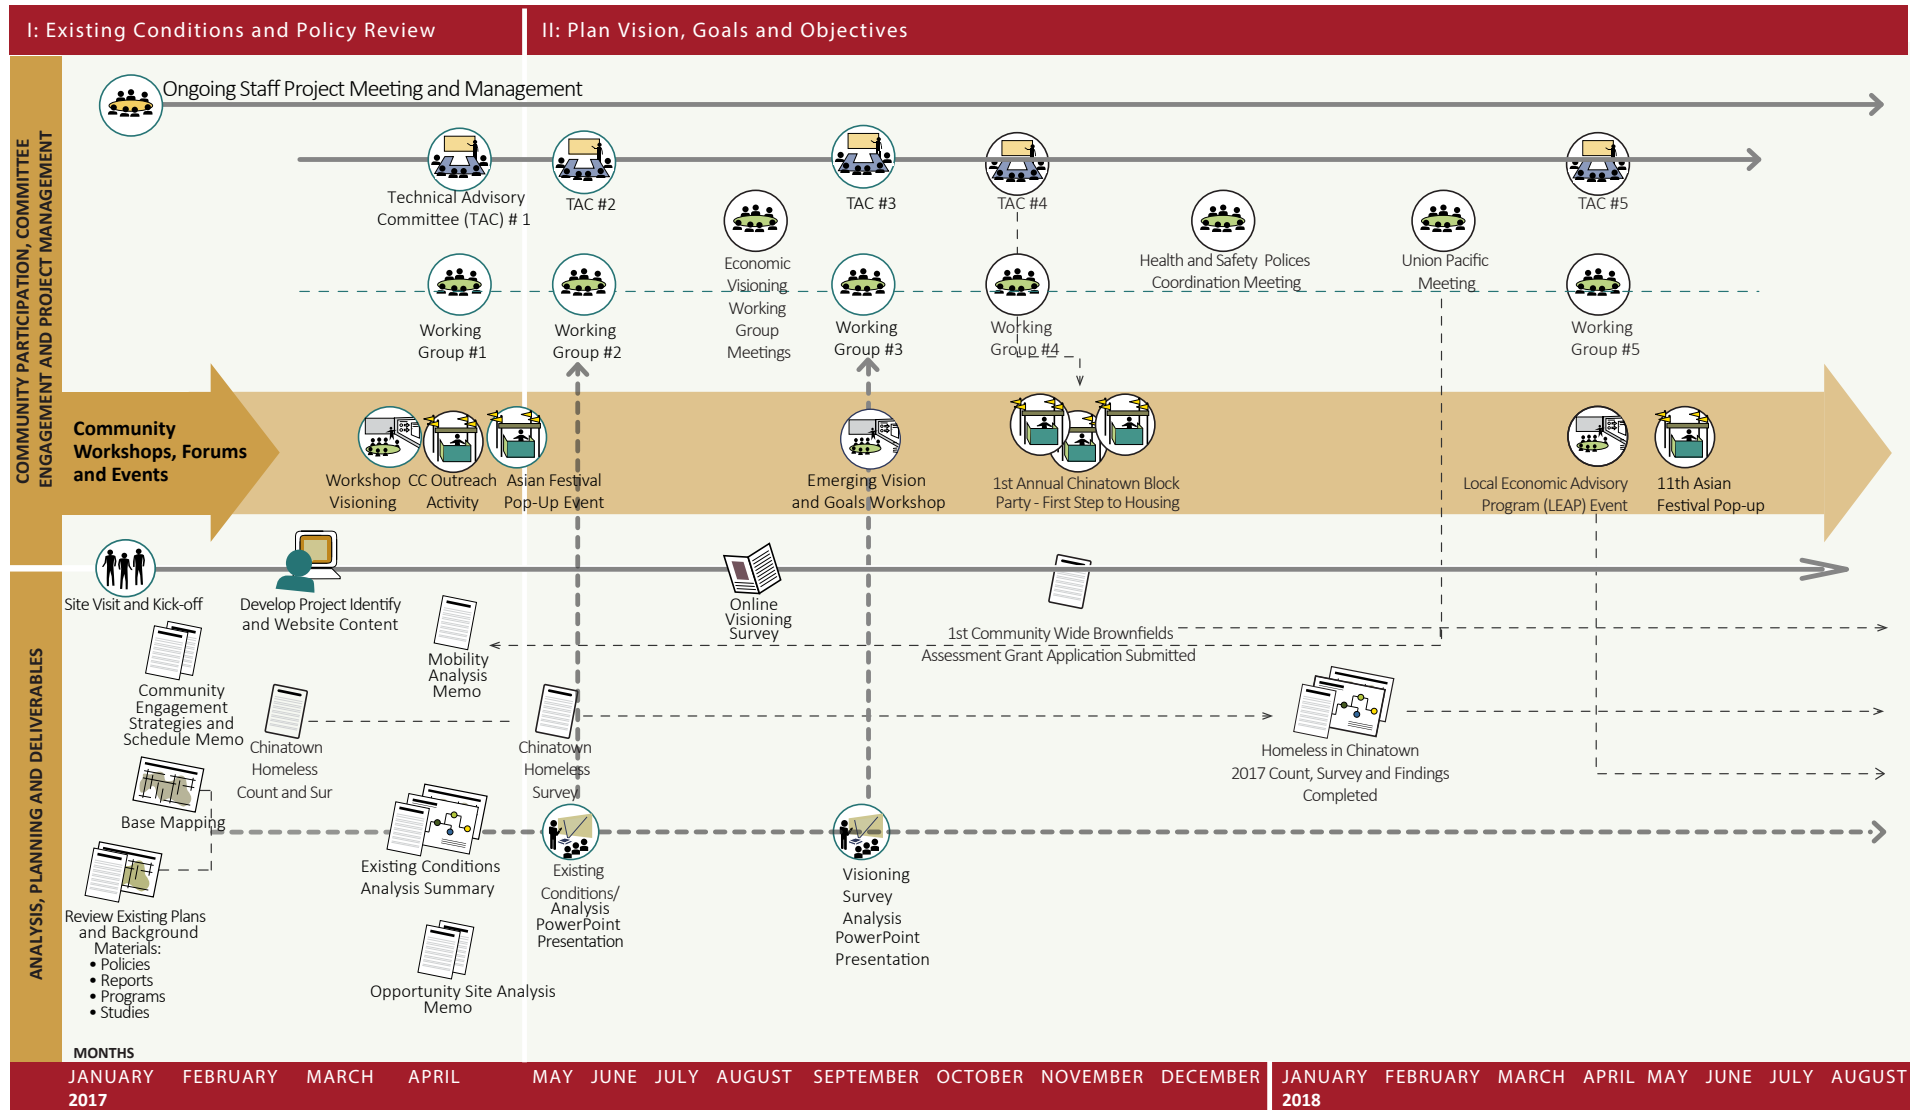 I: Existing Conditions and Policy Review
II: Plan Vision, Goals and Objectives
COMMUNITY PARTICIPATION, COMMITTEE
ENGAGEMENT AND PROJECT MANAGEMENT
Ongoing Staff Project Meeting and Management
Technical Advisory
Committee (TAC) # 1
TAC #2
TAC #3
TAC #4
TAC #5
Economic
Visioning
Working
Group
Meetings
Health and Safety Polices
Coordination Meeting
Union Pacific
Meeting
Working
Group #1
Working
Group #2
Working
Group #3
Working
Group #4
Working
Group #5
Community
Workshops, Forums
and Events
Workshop
Visioning
CC Outreach
Activity
Asian Festival
Pop-Up Event
Emerging Vision
and Goals Workshop
1st Annual Chinatown Block
Party - First Step to Housing
Local Economic Advisory
Program (LEAP) Event
11th Asian
Festival Pop-up
ANALYSIS, PLANNING AND DELIVERABLES
Site Visit and Kick-off
Develop Project Identify
and Website Content
Online
Visioning
Survey
1st Community Wide Brownfields
Assessment Grant Application Submitted
Mobility
Analysis
Memo
Community
Engagement
Strategies and
Schedule Memo
Chinatown
Homeless
Count and Sur
Chinatown
Homeless
Survey
Homeless in Chinatown
2017 Count, Survey and Findings
Completed
Base Mapping
Existing Conditions
Analysis Summary
Existing
Conditions/
Analysis
PowerPoint
Presentation
Visioning
Survey
Analysis
PowerPoint
Presentation
Review Existing Plans
and Background
Materials:
• Policies
• Reports
• Programs
• Studies
Opportunity Site Analysis
Memo
MONTHS
JANUARY FEBRUARY MARCH APRIL MAY JUNE JULY AUGUST SEPTEMBER OCTOBER NOVEMBER DECEMBER JANUARY FEBRUARY MARCH APRIL MAY JUNE JULY AUGUST
2017 2018